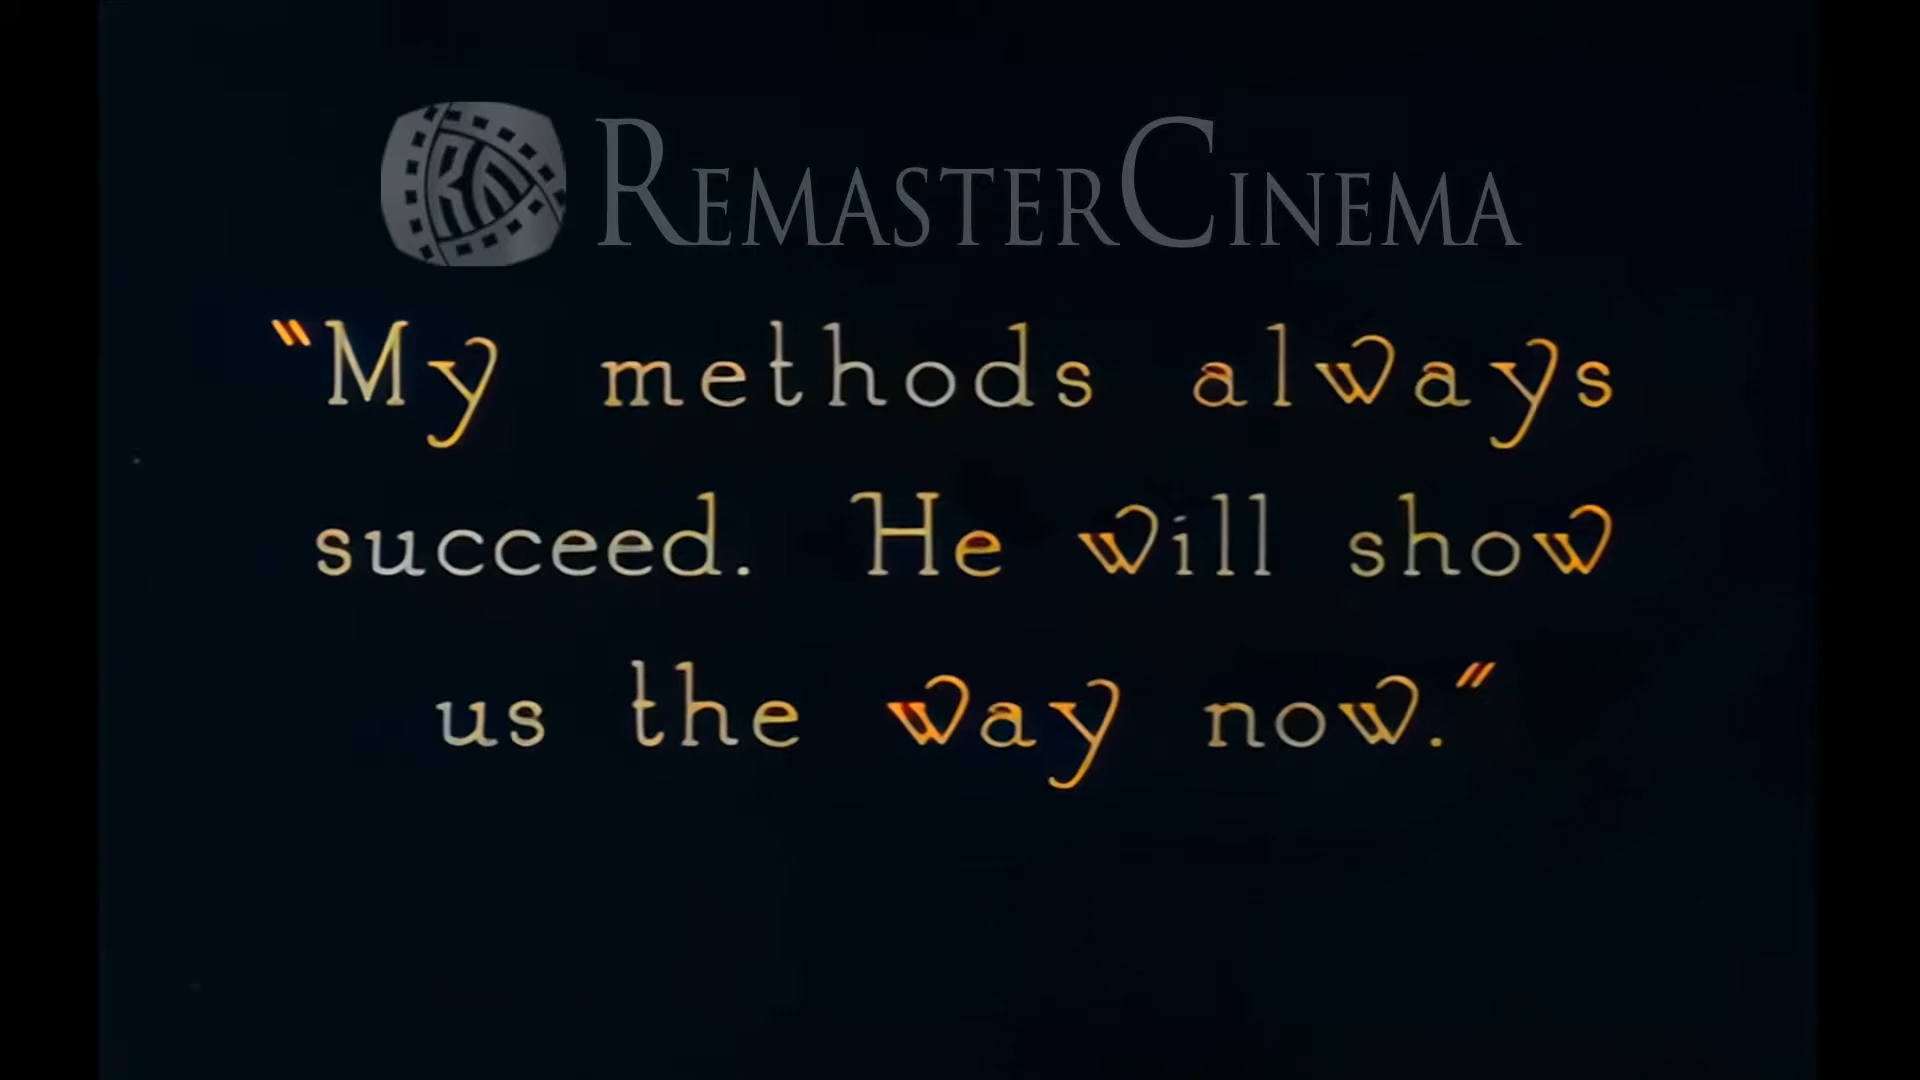 REMASTERCINEMA
"My methods always
succeed. He will show
us the way now."